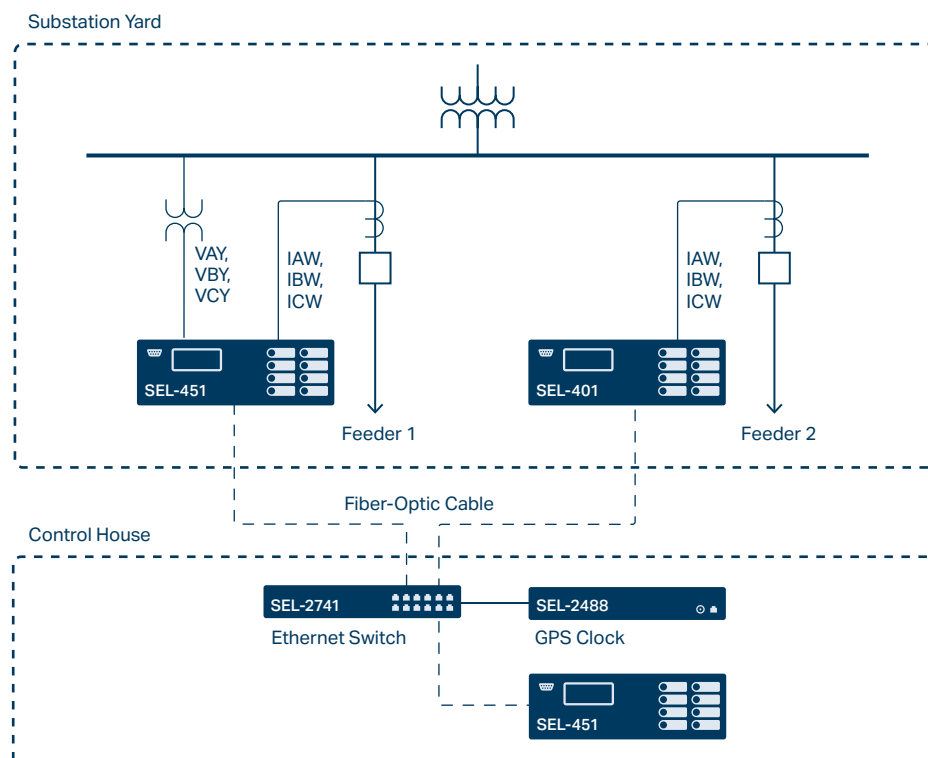 Substation Yard
VAY,
VBY,
VCY
IAW,
IBW,
ICW
IAW,
IBW,
ICW
SEL-451
SEL-401
Feeder 1
Feeder 2
Fiber-Optic Cable
Control House
SEL-2741
SEL-2488
Ethernet Switch
GPS Clock
SEL-451